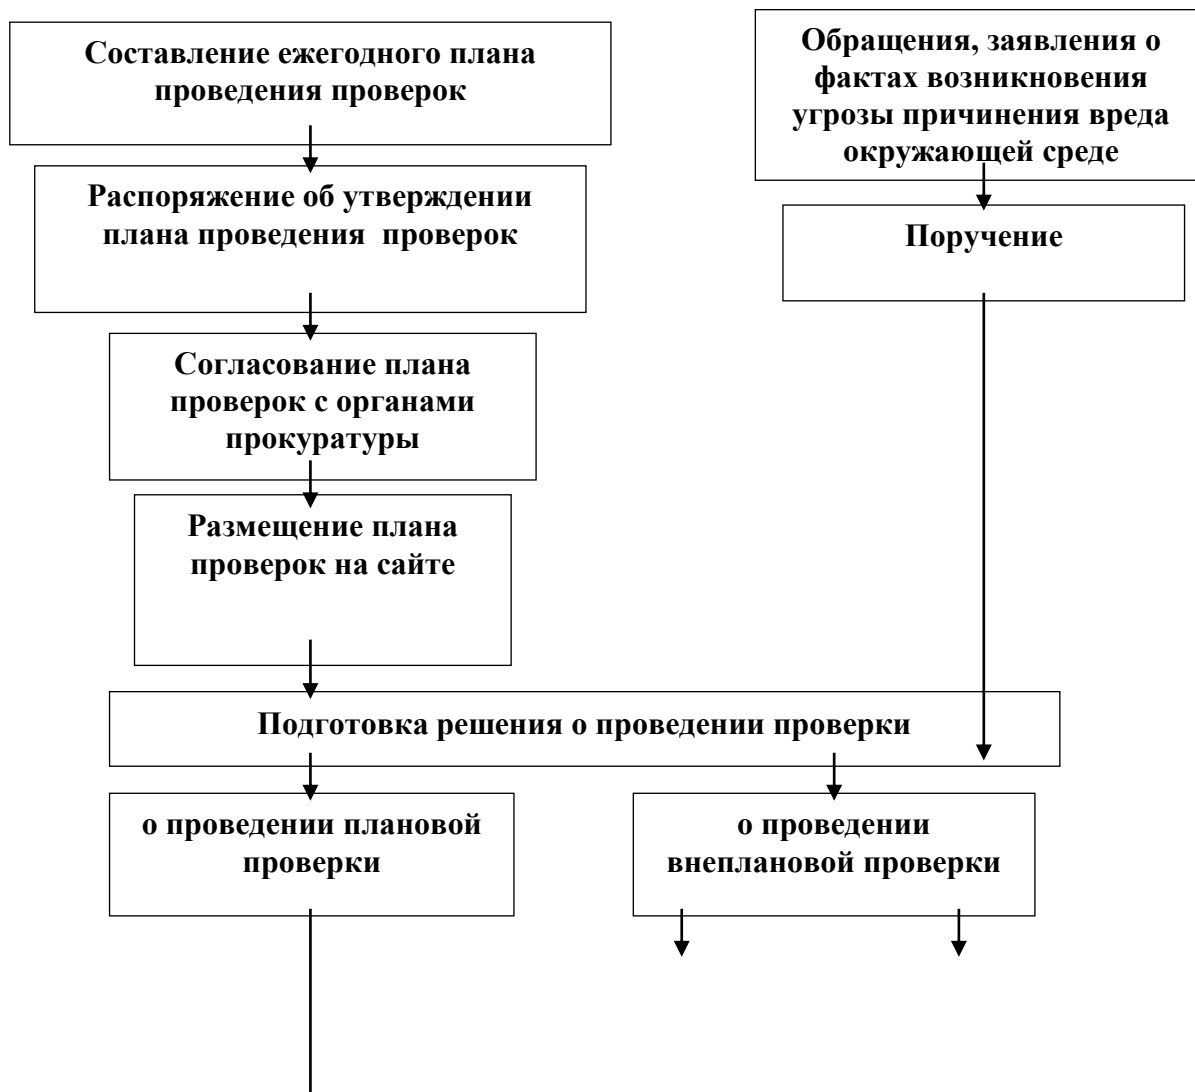 Составление ежегодного плана
проведения проверок
Обращения, заявления о
фактах возникновения
угрозы причинения вреда
окружающей среде
Распоряжение об утверждении
плана проведения  проверок
Поручение
Согласование плана
проверок с органами
прокуратуры
Размещение плана
проверок на сайте
Подготовка решения о проведении проверки
о проведении плановой
проверки
о проведении
внеплановой проверки